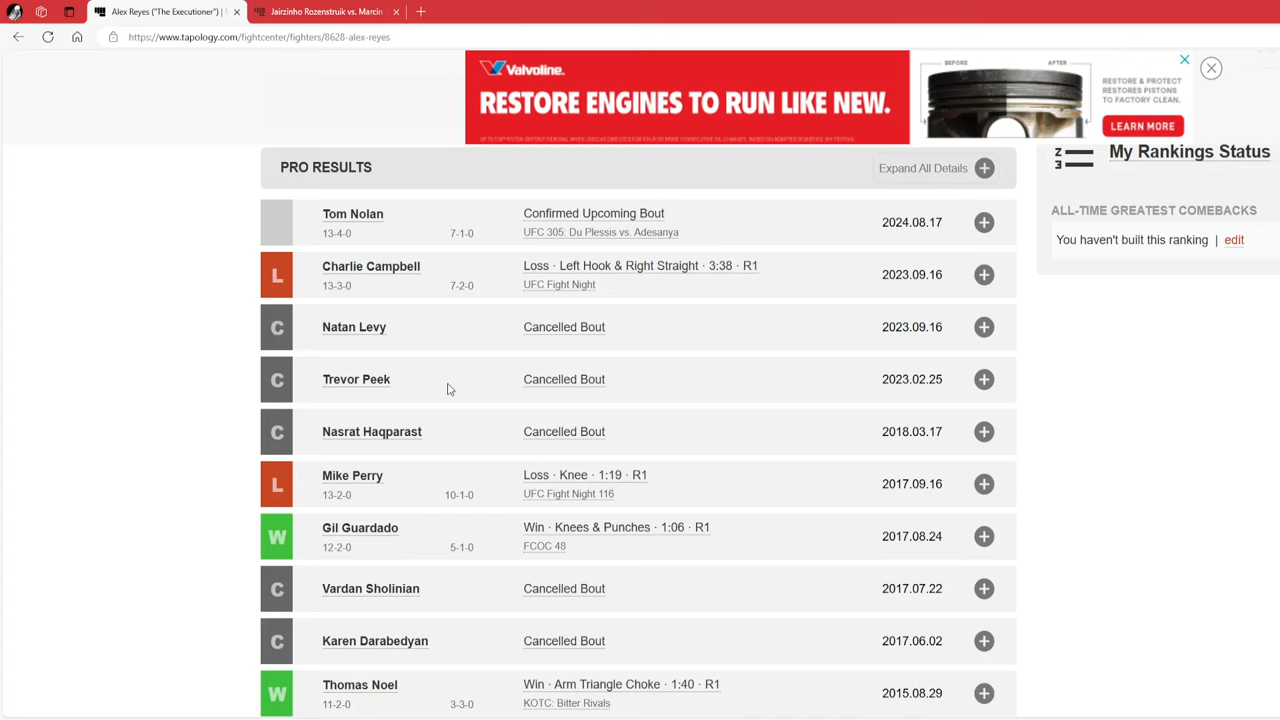 Alex Reyes ("The Executioner") |
Jairzinho Rozenstruik vs. Marcin
https://www.tapology.com/fightcenter/fighters/8628-alex-reyes
Valvoline.
RESTORE ENGINES TO RUN LIKE NEW.
BEFORE
AFTER
RESTORE & PROTECT
RESTORES PISTONS
TO FACTORY CLEAN.
LEARN MORE
PRO RESULTS
Expand All Details
My Rankings Status
ALL-TIME GREATEST COMEBACKS
You haven't built this ranking | edit
Tom Nolan Confirmed Upcoming Bout 2024.08.17
13-4-0 7-1-0 UFC 305: Du Plessis vs. Adesanya
L Charlie Campbell Loss · Left Hook & Right Straight · 3:38 · R1 2023.09.16
13-3-0 7-2-0 UFC Fight Night
C Natan Levy Cancelled Bout 2023.09.16
C Trevor Peek Cancelled Bout 2023.02.25
C Nasrat Haqparast Cancelled Bout 2018.03.17
L Mike Perry Loss · Knee · 1:19 · R1 2017.09.16
13-2-0 10-1-0 UFC Fight Night 116
W Gil Guardado Win · Knees & Punches · 1:06 · R1 2017.08.24
12-2-0 5-1-0 FCOC 48
C Vardan Sholinian Cancelled Bout 2017.07.22
C Karen Darabedyan Cancelled Bout 2017.06.02
W Thomas Noel Win · Arm Triangle Choke · 1:40 · R1 2015.08.29
11-2-0 3-3-0 KOTC: Bitter Rivals